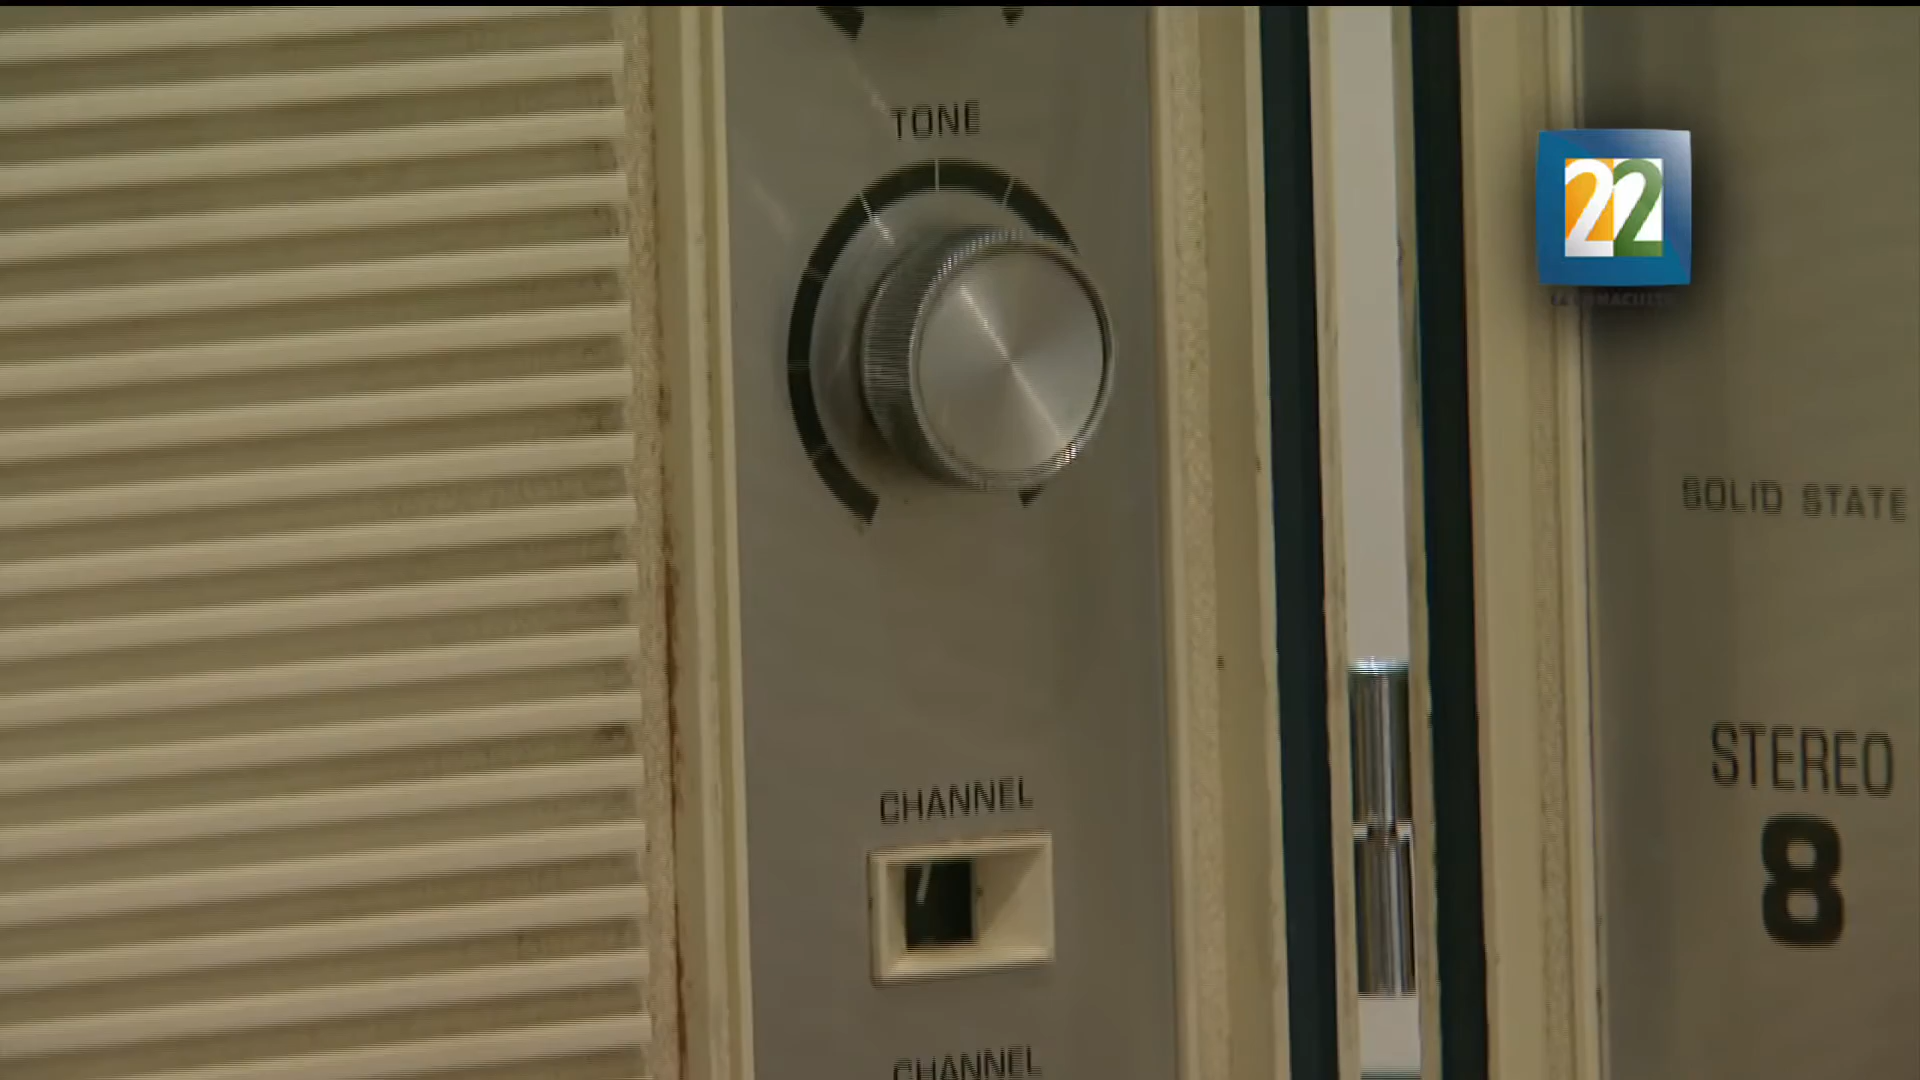 TONE
22
SOLID STATE
STEREO
8
CHANNEL
CHANNEL